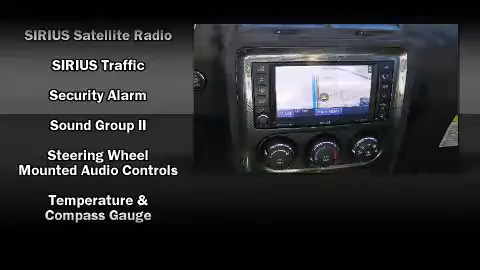 SIRIUS Satellite Radio
SIRIUS Traffic
Security Alarm
Sound Group II
Steering Wheel
Mounted Audio Controls
Temperature &
Compass Gauge